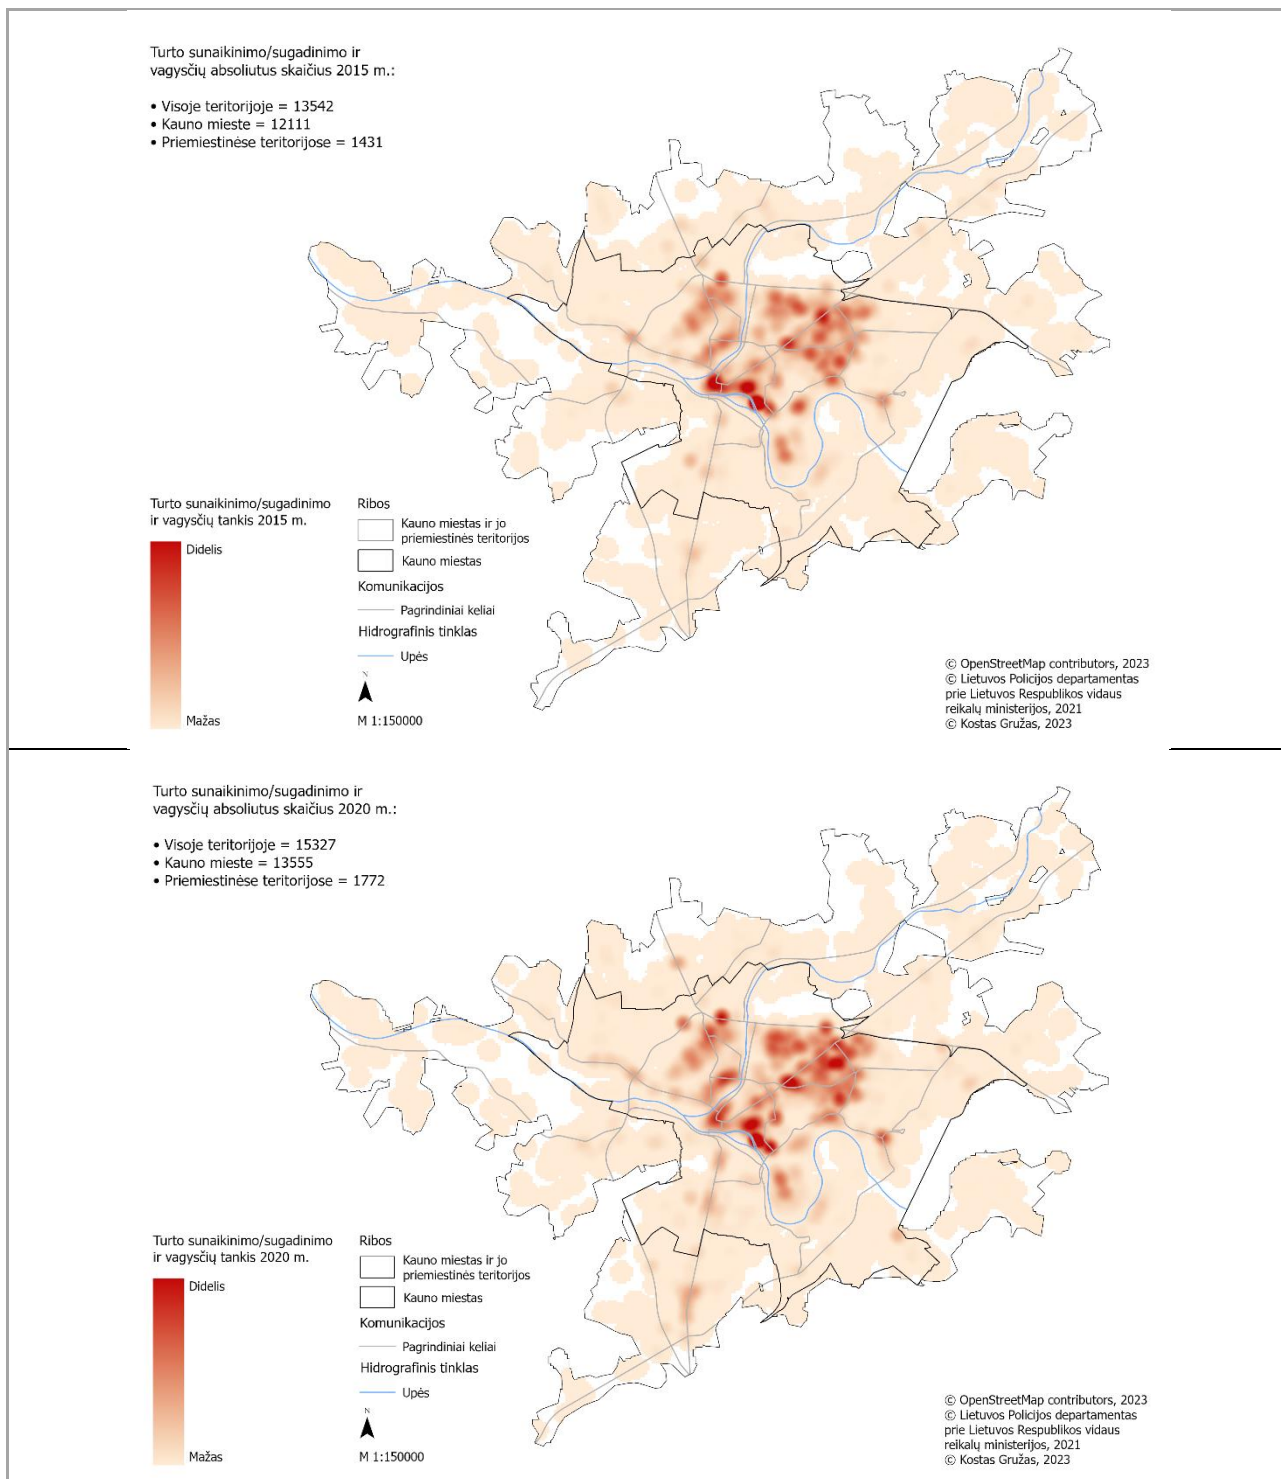 Turto sunaikinimo/sugadinimo ir
vagysčių absoliutus skaičius 2015 m.:
• Visoje teritorijoje = 13542
• Kauno mieste = 12111
• Priemiestinėse teritorijose = 1431
Turto sunaikinimo/sugadinimo
ir vagysčių tankis 2015 m.
Didelis
Mažas
Ribos
Kauno miestas ir jo
priemiestinės teritorijos
Kauno miestas
Komunikacijos
Pagrindiniai keliai
Hidrografinis tinklas
Upės
N
M 1:150000
© OpenStreetMap contributors, 2023
© Lietuvos Policijos departamentas
prie Lietuvos Respublikos vidaus
reikalų ministerijos, 2021
© Kostas Gružas, 2023
Turto sunaikinimo/sugadinimo ir
vagysčių absoliutus skaičius 2020 m.:
• Visoje teritorijoje = 15327
• Kauno mieste = 13555
• Priemiestinėse teritorijose = 1772
Turto sunaikinimo/sugadinimo
ir vagysčių tankis 2020 m.
Didelis
Mažas
Ribos
Kauno miestas ir jo
priemiestinės teritorijos
Kauno miestas
Komunikacijos
Pagrindiniai keliai
Hidrografinis tinklas
Upės
N
M 1:150000
© OpenStreetMap contributors, 2023
© Lietuvos Policijos departamentas
prie Lietuvos Respublikos vidaus
reikalų ministerijos, 2021
© Kostas Gružas, 2023